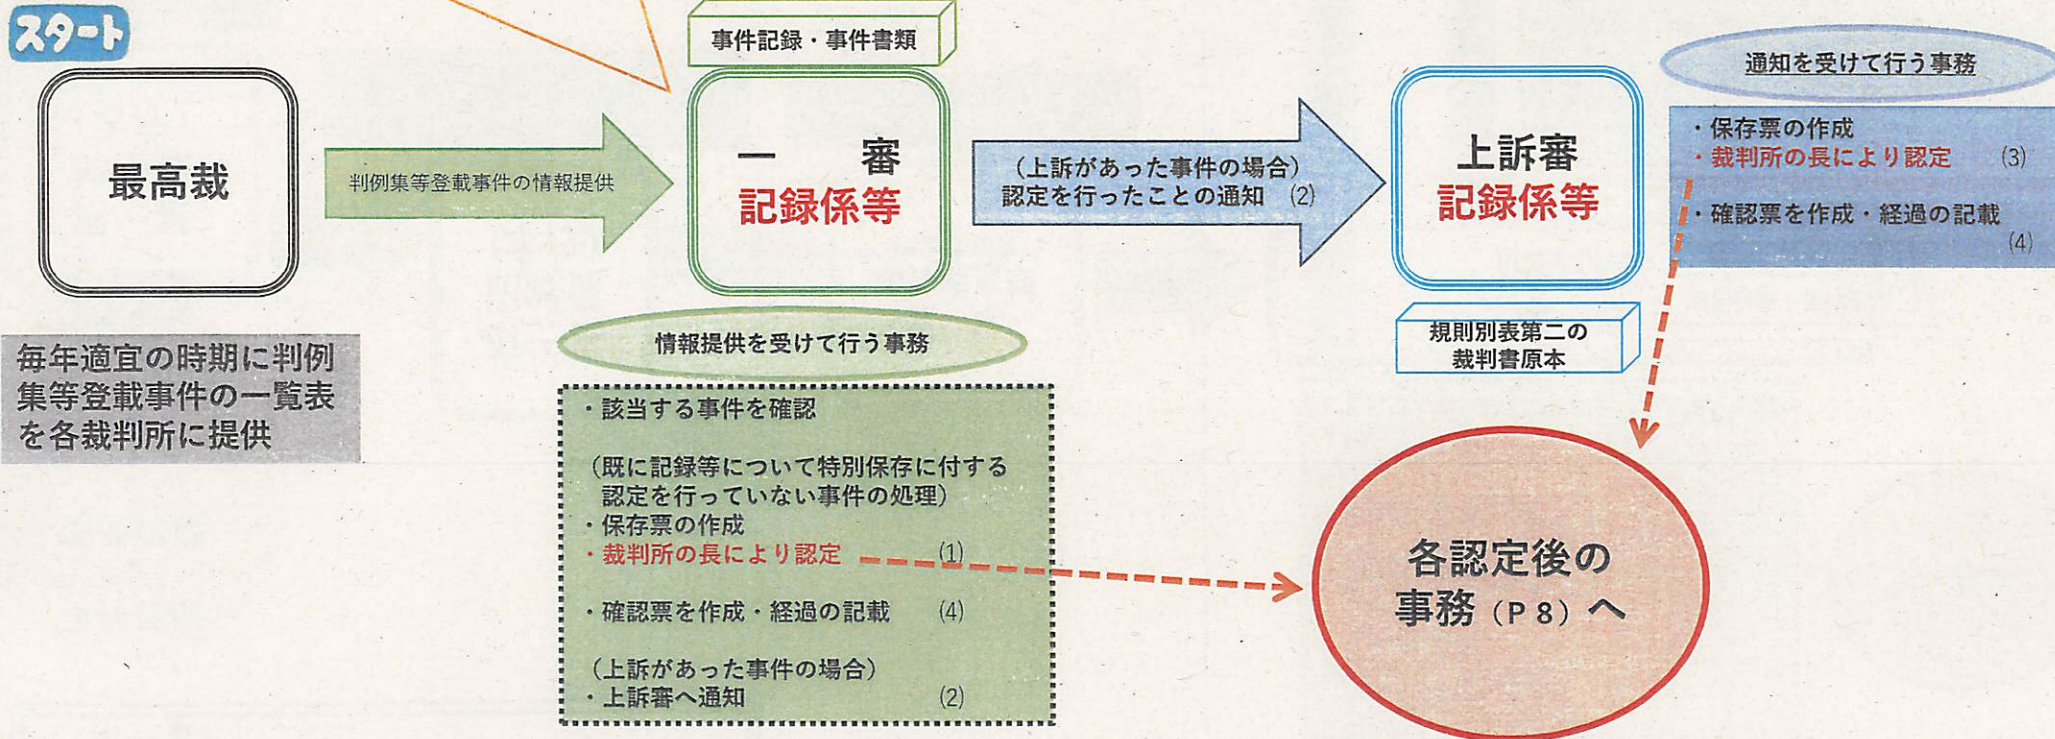 スタート
最高裁
毎年適宜の時期に判例
集等登載事件の一覧表
を各裁判所に提供
判例集等登載事件の情報提供
事件記録・事件書類
一　審
記録係等
情報提供を受けて行う事務
・該当する事件を確認
（既に記録等について特別保存に付する
認定を行っていない事件の処理）
・保存票の作成
・裁判所の長により認定 (1)
・確認票を作成・経過の記載 (4)
（上訴があった事件の場合）
・上訴審へ通知 (2)
（上訴があった事件の場合）
認定を行ったことの通知 (2)
上訴審
記録係等
規則別表第二の
裁判書原本
通知を受けて行う事務
・保存票の作成
・裁判所の長により認定 (3)
・確認票を作成・経過の記載
(4)
各認定後の
事務（P 8）へ